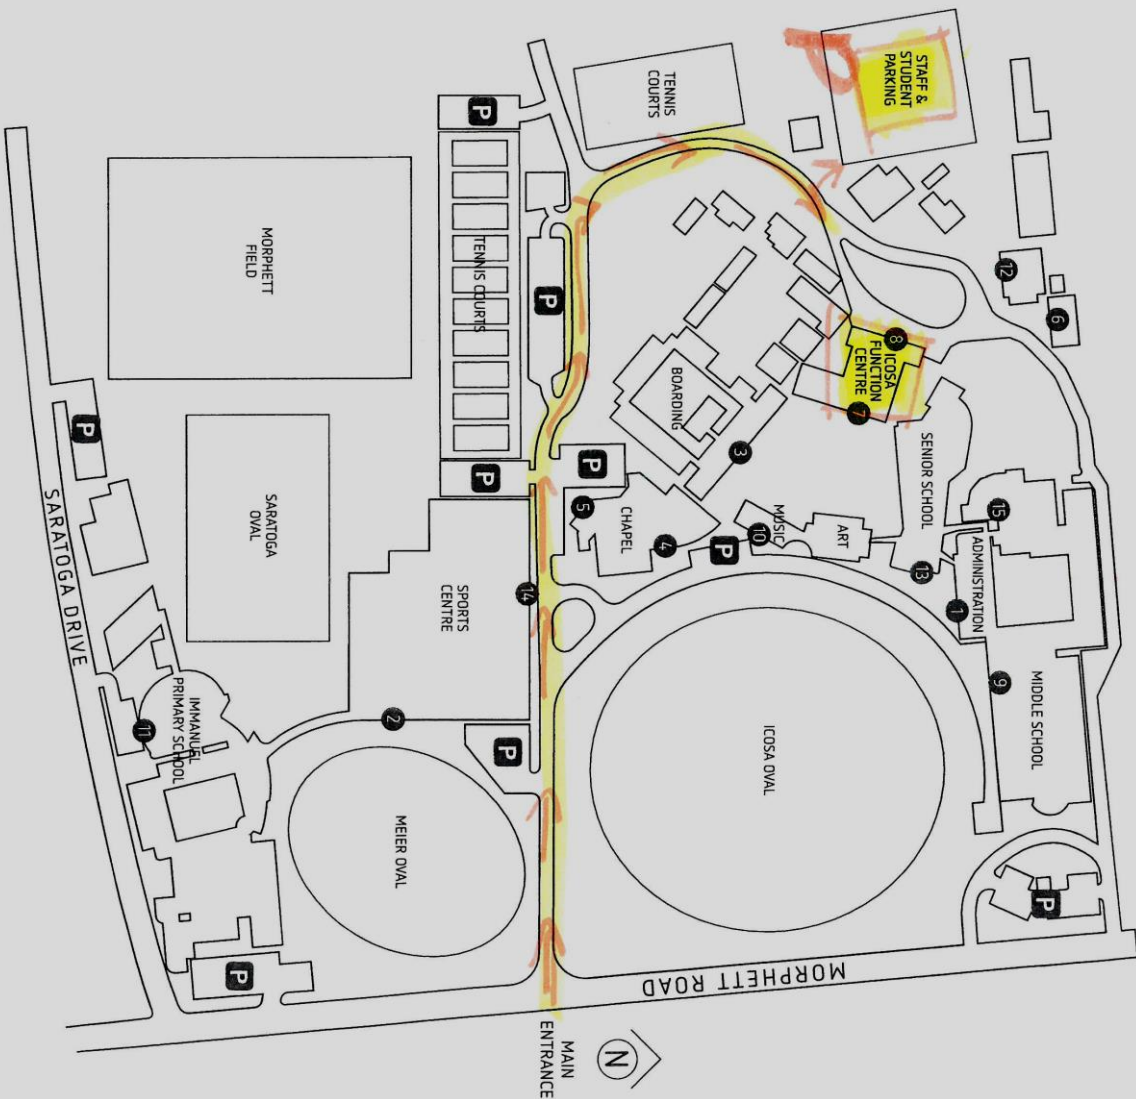 STAFF &
STUDENT
PARKING
TENNIS
COURTS
P
12
6
MORPHETT
FIELD
TENNIS COURTS
P
8
ICOSA
FUNCTION
CENTRE
7
BOARDING
3
SENIOR SCHOOL
P
P
P
SARATOGA
OVAL
5
CHAPEL
4
P
MUSIC
10
ART
13
15
ADMINISTRATION
1
SARATOGA DRIVE
SPORTS
CENTRE
14
2
P
IMMANUEL
PRIMARY SCHOOL
11
9
MIDDLE SCHOOL
ICOSA OVAL
MEIER OVAL
P
P
MORPHETT ROAD
MAIN
ENTRANCE
N